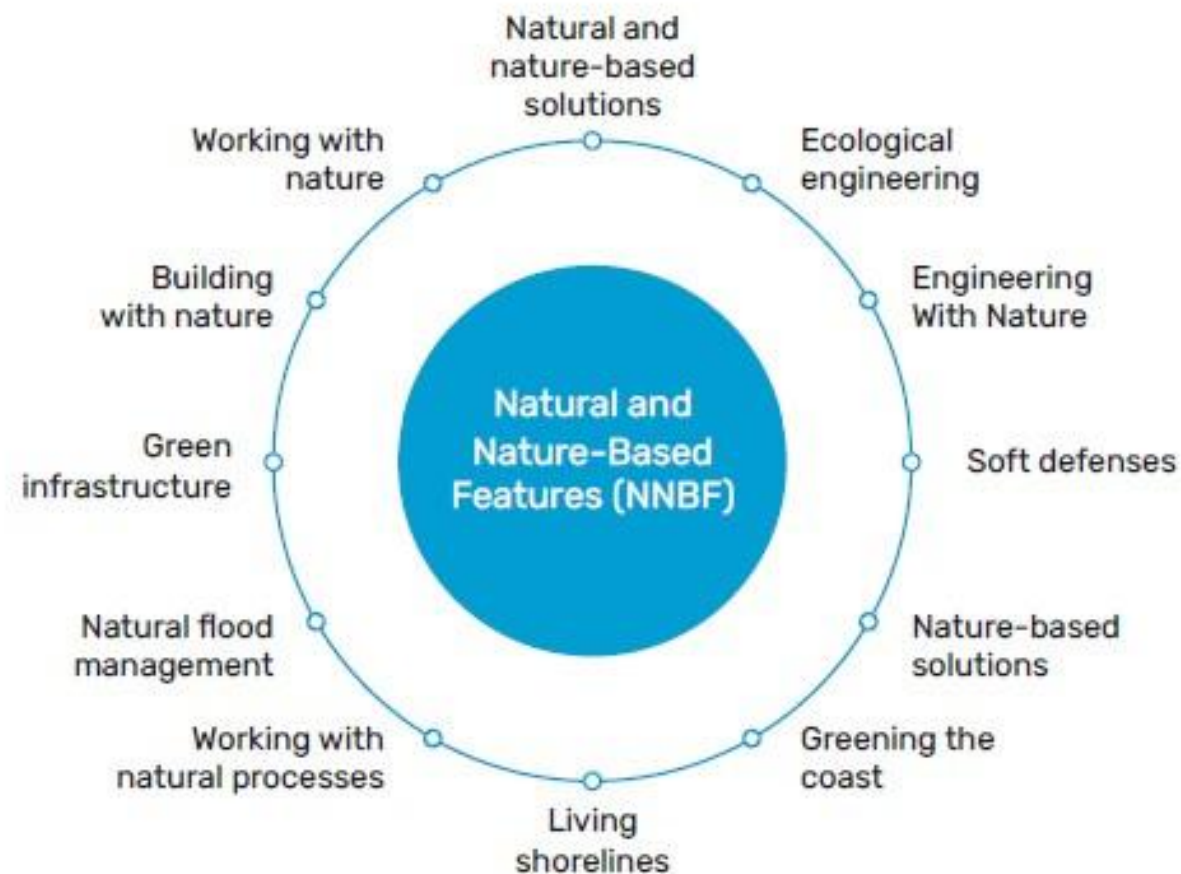 Natural and
nature-based
solutions
Ecological
engineering
Engineering
With Nature
Soft defenses
Nature-based
solutions
Greening the
coast
Living
shorelines
Working with
natural processes
Natural flood
management
Green
infrastructure
Building
with nature
Working with
nature
Natural and
Nature-Based
Features (NNBF)